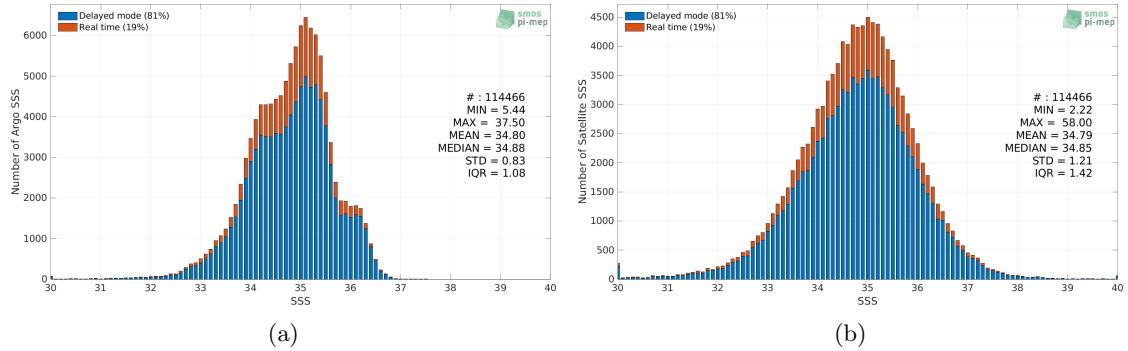 Delayed mode (81%)
Real time (19%)
smos
pi-mep
6000
5000
4000
3000
2000
1000
0
Number of Argo SSS
# : 114466
MIN = 5.44
MAX = 37.50
MEAN = 34.80
MEDIAN = 34.88
STD = 0.83
IQR = 1.08
30 31 32 33 34 35 36 37 38 39 40
SSS
(a)
Delayed mode (81%)
Real time (19%)
smos
pi-mep
4500
4000
3500
3000
2500
2000
1500
1000
500
0
Number of Satellite SSS
# : 114466
MIN = 2.22
MAX = 58.00
MEAN = 34.79
MEDIAN = 34.85
STD = 1.21
IQR = 1.42
30 31 32 33 34 35 36 37 38 39 40
SSS
(b)